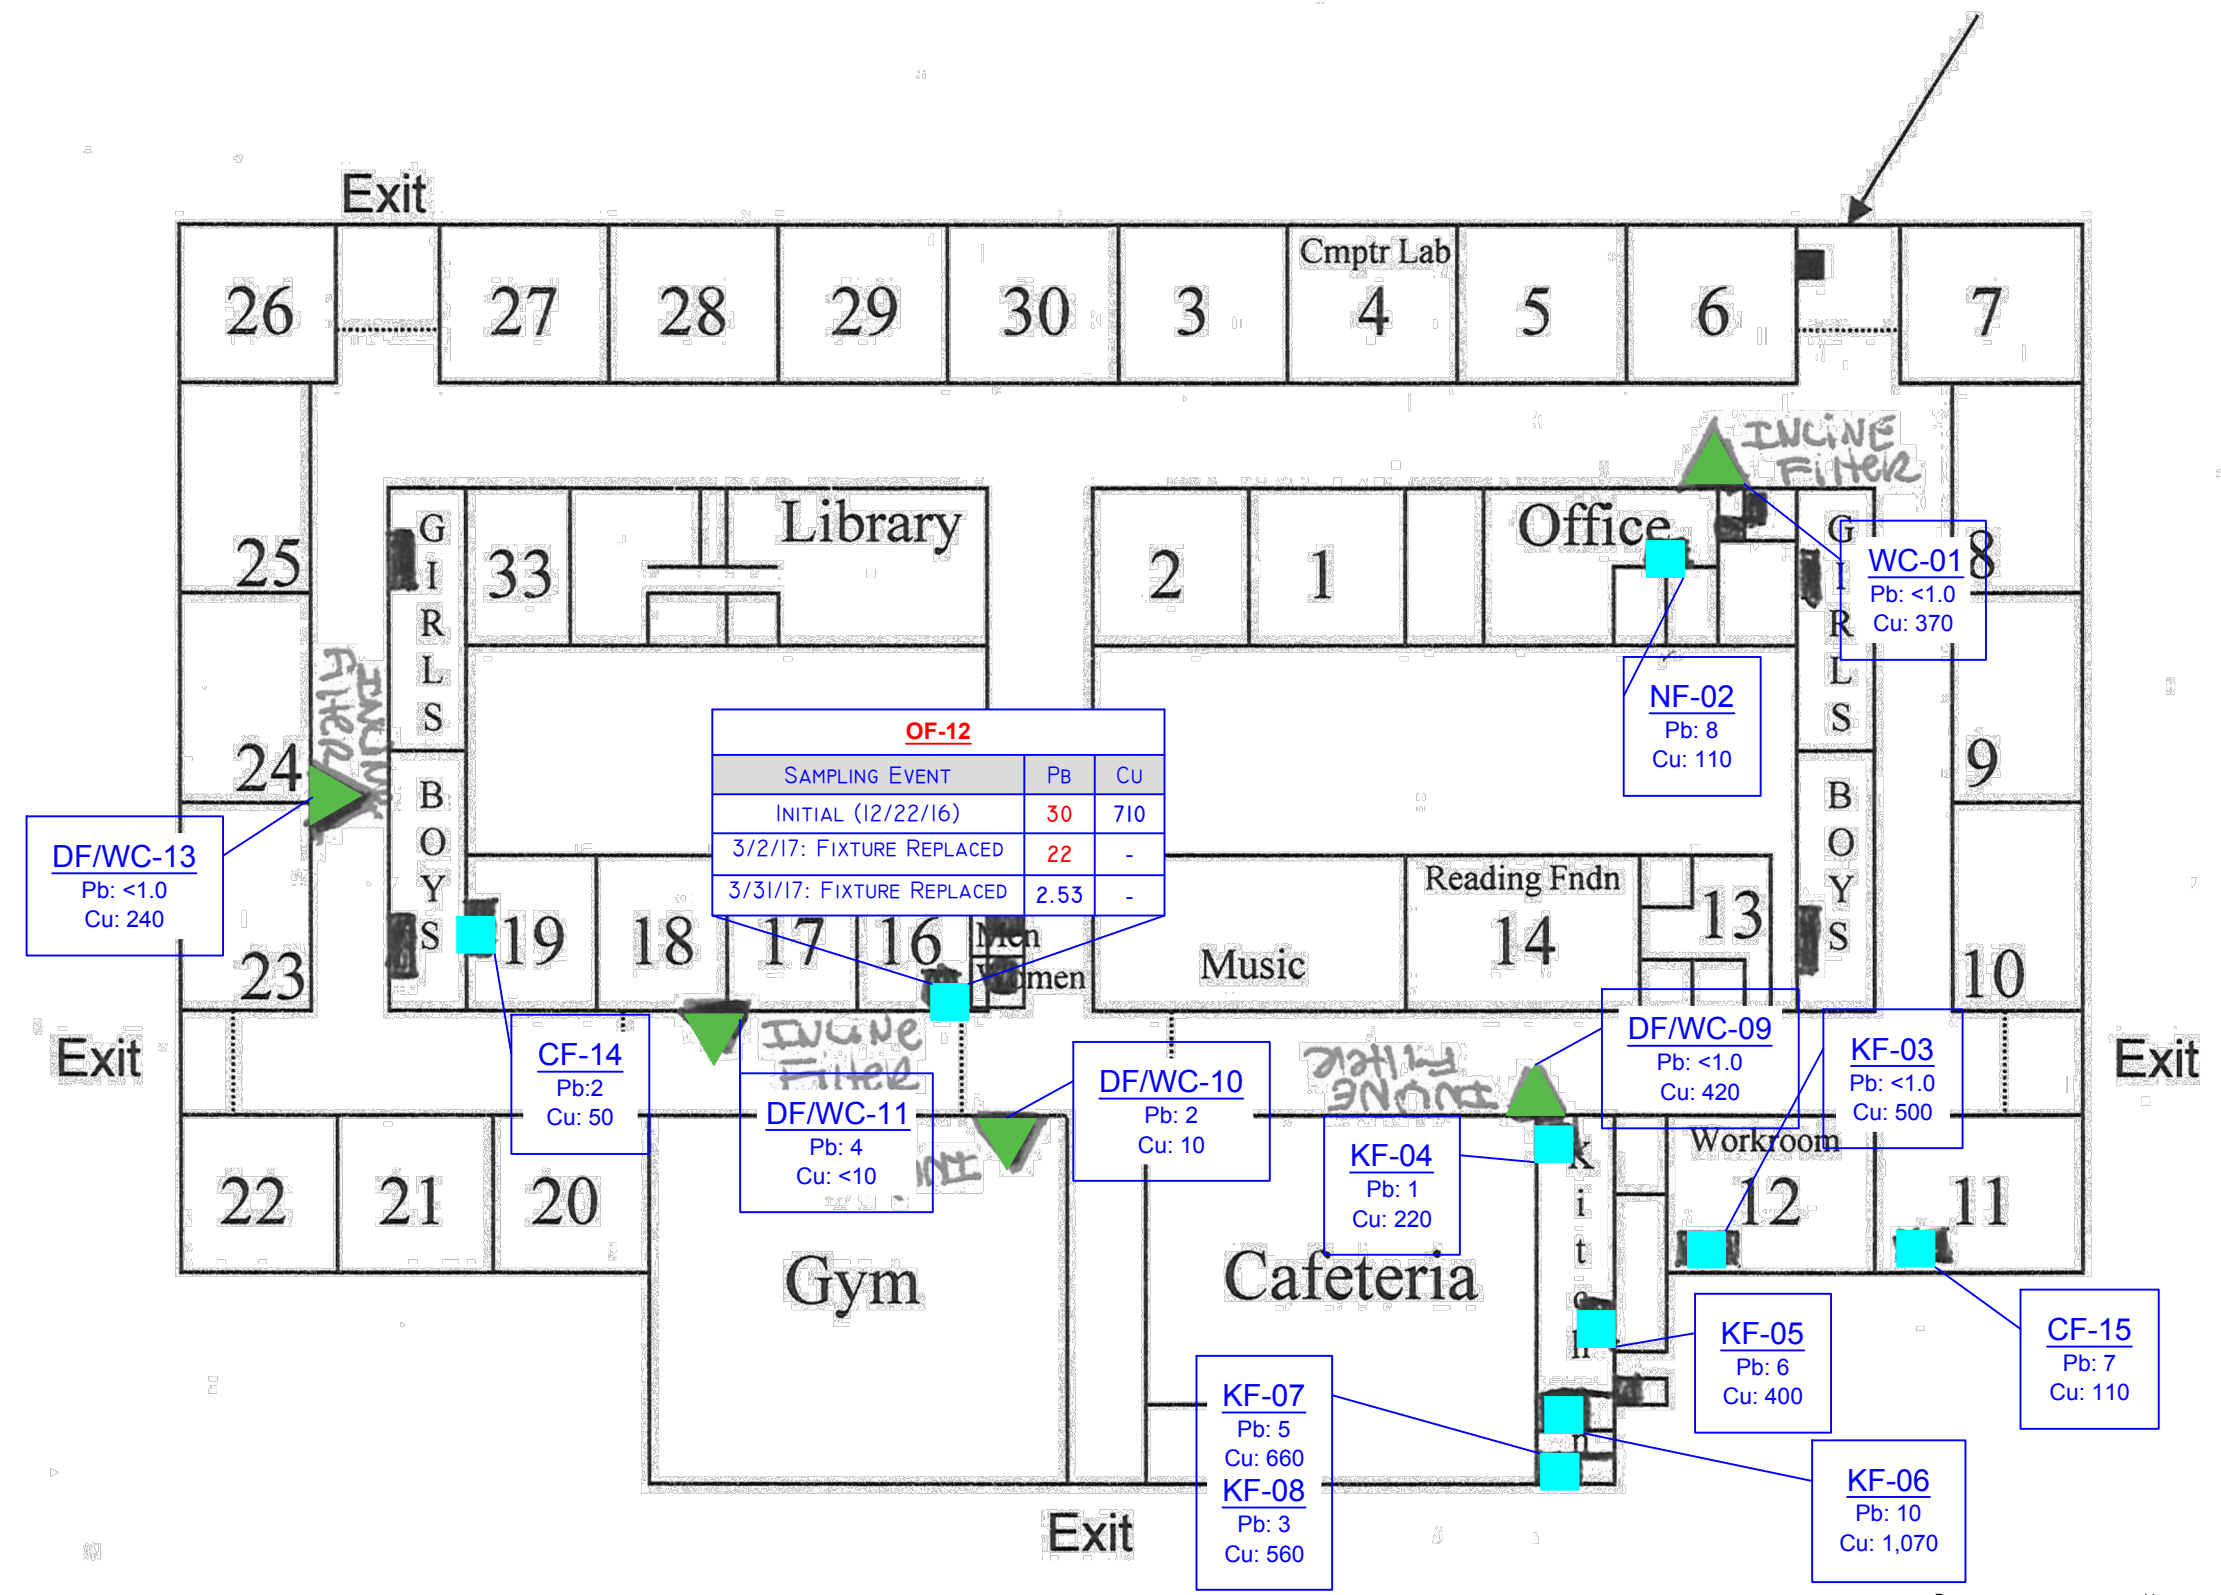 Exit
26
27
28
29
30
3
Cmptr Lab
4
5
6
7
INLINE
Filter
25
GIRLS
33
Library
2
1
Office
GIRLS
8
WC-01
Pb: <1.0
Cu: 370
INLINE
Filter
24
NF-02
Pb: 8
Cu: 110
9
OF-12
SAMPLING EVENT PB CU
INITIAL (12/22/16) 30 710
3/2/17: FIXTURE REPLACED 22 -
3/31/17: FIXTURE REPLACED 2.53 -
DF/WC-13
Pb: <1.0
Cu: 240
BOYS
BOYS
23
19
18
17
16
Men
Women
Music
Reading Fndn
14
13
10
Exit
CF-14
Pb:2
Cu: 50
INLINE
Filter
DF/WC-11
Pb: 4
Cu: <10
DF/WC-10
Pb: 2
Cu: 10
INLINE
Filter
DF/WC-09
Pb: <1.0
Cu: 420
KF-03
Pb: <1.0
Cu: 500
Exit
KF-04
Pb: 1
Cu: 220
Workroom
12
11
22
21
20
Gym
Cafeteria
KF-05
Pb: 6
Cu: 400
CF-15
Pb: 7
Cu: 110
KF-07
Pb: 5
Cu: 660
KF-08
Pb: 3
Cu: 560
KF-06
Pb: 10
Cu: 1,070
Exit